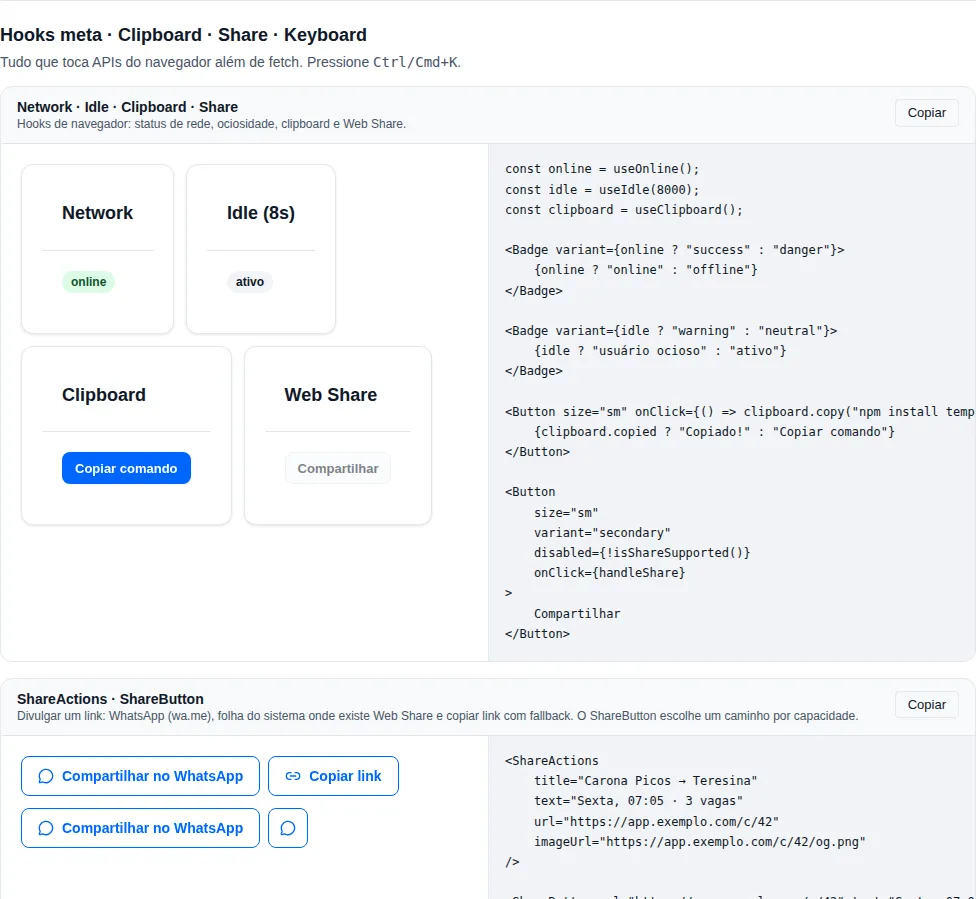 Hooks meta · Clipboard · Share · Keyboard
Tudo que toca APIs do navegador além de fetch. Pressione Ctrl/Cmd+K.
Network · Idle · Clipboard · Share
Hooks de navegador: status de rede, ociosidade, clipboard e Web Share.
Copiar
Network
online
Idle (8s)
ativo
Clipboard
Copiar comando
Web Share
Compartilhar
const online = useOnline();
const idle = useIdle(8000);
const clipboard = useClipboard();
<Badge variant={online ? "success" : "danger"}>
    {online ? "online" : "offline"}
</Badge>
<Badge variant={idle ? "warning" : "neutral"}>
    {idle ? "usuário ocioso" : "ativo"}
</Badge>
<Button size="sm" onClick={() => clipboard.copy("npm install temp
    {clipboard.copied ? "Copiado!" : "Copiar comando"}
</Button>
<Button
    size="sm"
    variant="secondary"
    disabled={!isShareSupported()}
    onClick={handleShare}
>
    Compartilhar
</Button>
ShareActions · ShareButton
Divulgar um link: WhatsApp (wa.me), folha do sistema onde existe Web Share e copiar link com fallback. O ShareButton escolhe um caminho por capacidade.
Copiar
Compartilhar no WhatsApp
Copiar link
Compartilhar no WhatsApp
<ShareActions
    title="Carona Picos → Teresina"
    text="Sexta, 07:05 · 3 vagas"
    url="https://app.exemplo.com/c/42"
    imageUrl="https://app.exemplo.com/c/42/og.png"
/>